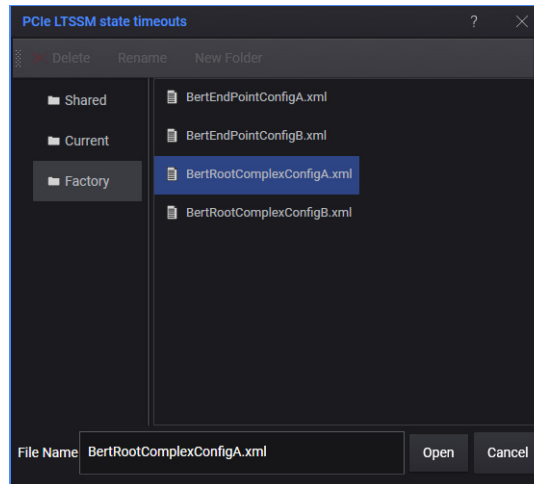 PCIe LTSSM state timeouts ?
Delete Rename New Folder
Shared
Current
Factory
BertEndPointConfigA.xml
BertEndPointConfigB.xml
BertRootComplexConfigA.xml
BertRootComplexConfigB.xml
File Name BertRootComplexConfigA.xml Open Cancel